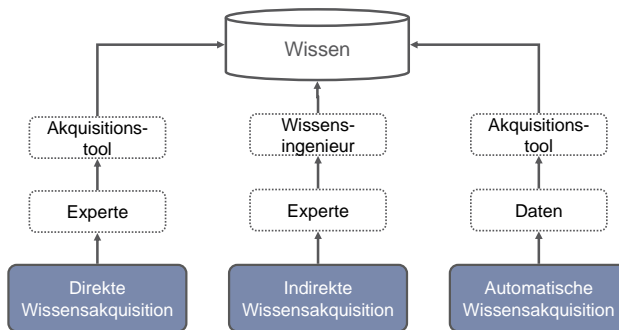 Wissen
Akquisitions-
tool
Wissens-
ingenieur
Akquisitions-
tool
Experte
Experte
Daten
Direkte
Wissensakquisition
Indirekte
Wissensakquisition
Automatische
Wissensakquisition